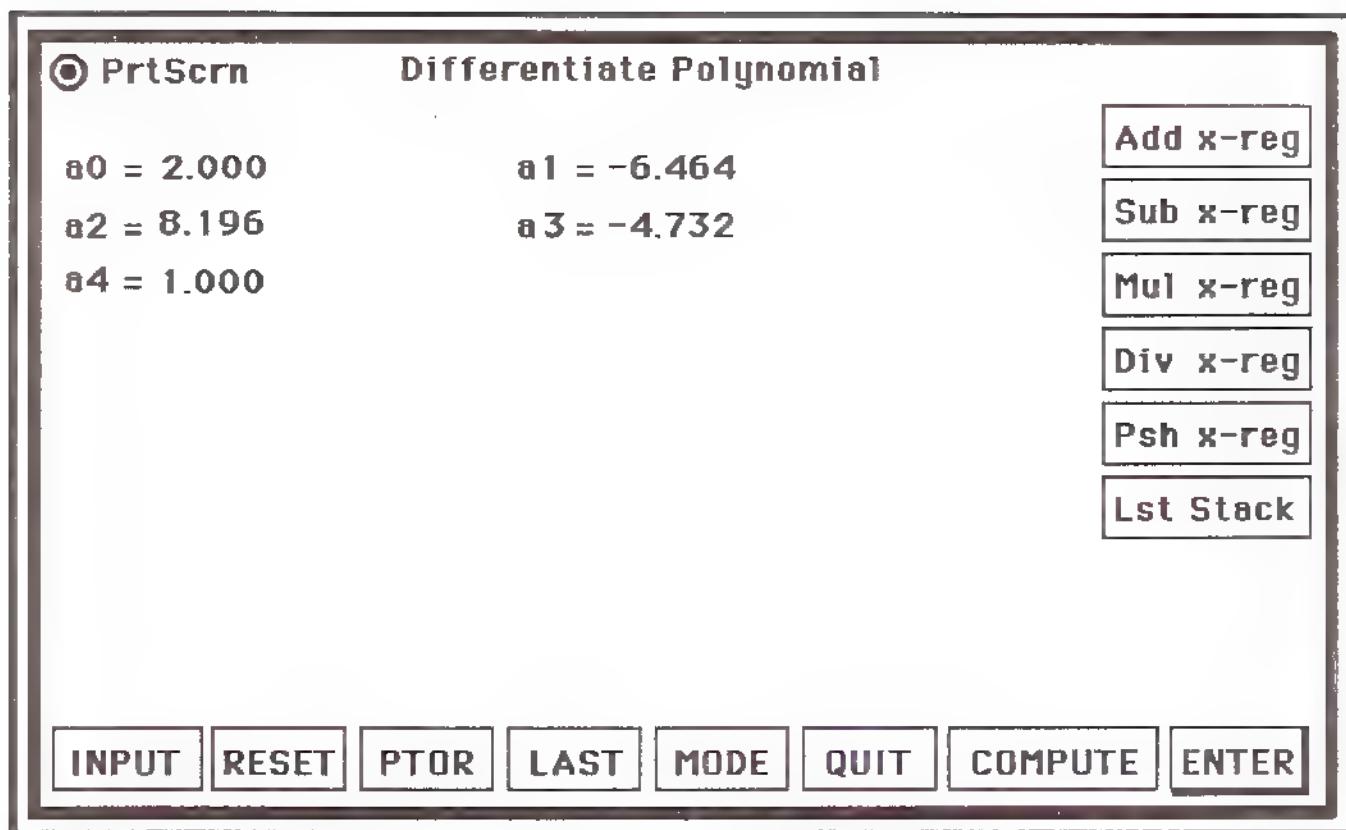 PrtScrn Differentiate Polynomial
a0 = 2.000 a1 = -6.464
a2 = 8.196 a3 = -4.732
a4 = 1.000
Add x-reg
Sub x-reg
Mul x-reg
Div x-reg
Psh x-reg
Lst Stack
INPUT RESET PTOR LAST MODE QUIT COMPUTE ENTER